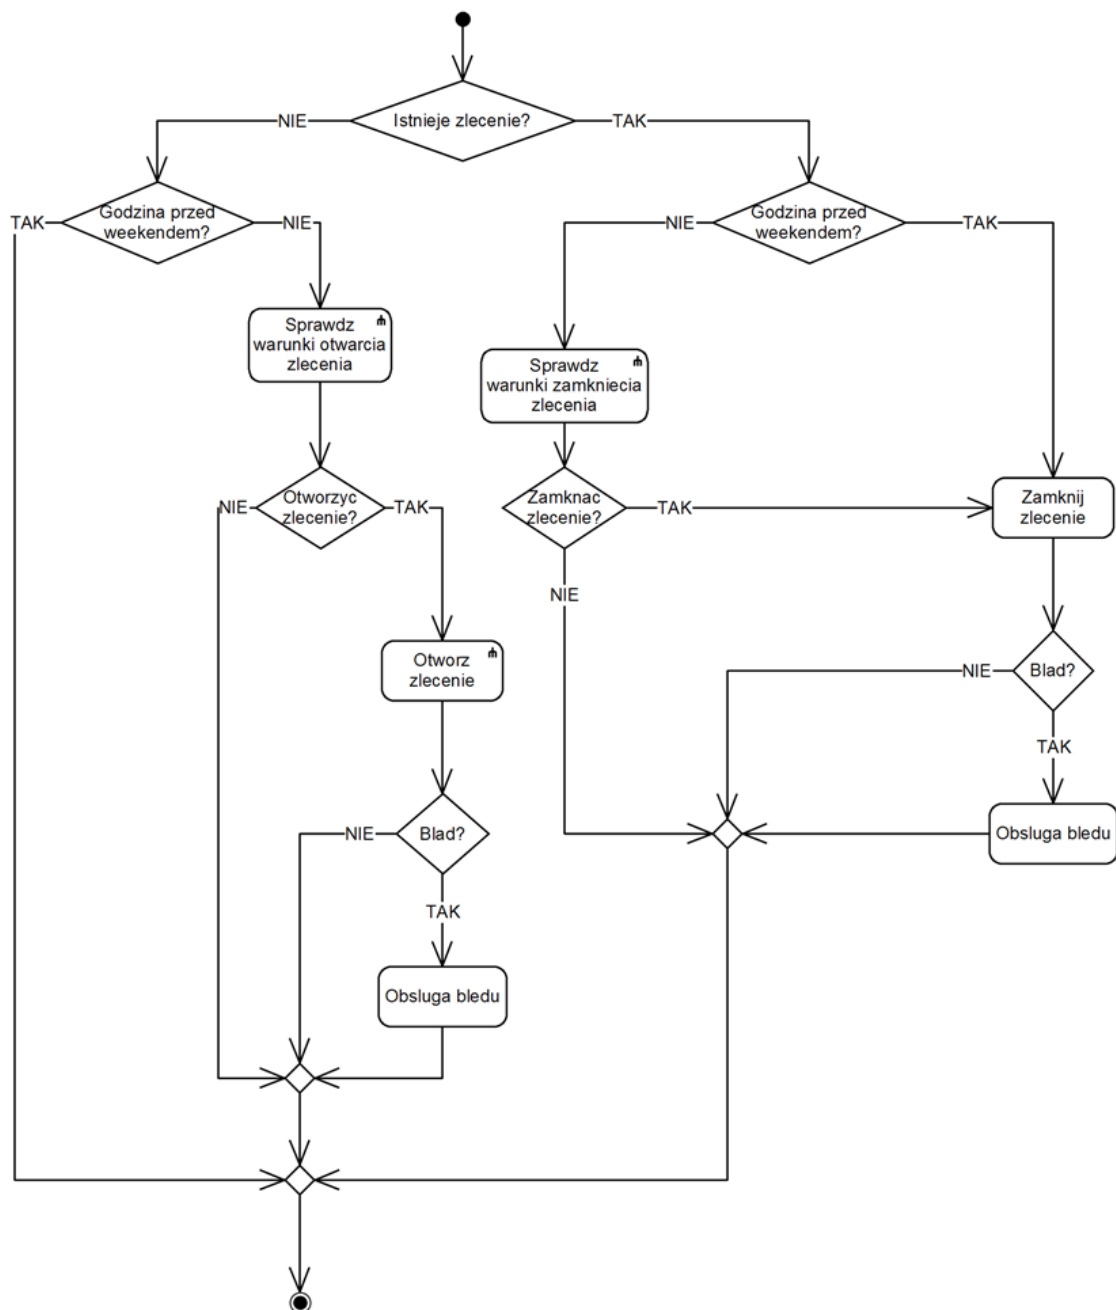 Istnieje zlecenie?
NIE
TAK
Godzina przed
weekendem?
TAK
NIE
Godzina przed
weekendem?
NIE
TAK
Sprawdz
warunki otwarcia
zlecenia
Sprawdz
warunki zamkniecia
zlecenia
Otworzyc
zlecenie?
NIE
TAK
Zamknac
zlecenie?
TAK
NIE
Zamknij
zlecenie
Otworz
zlecenie
Blad?
NIE
TAK
Obsluga bledu
Blad?
NIE
TAK
Obsluga bledu